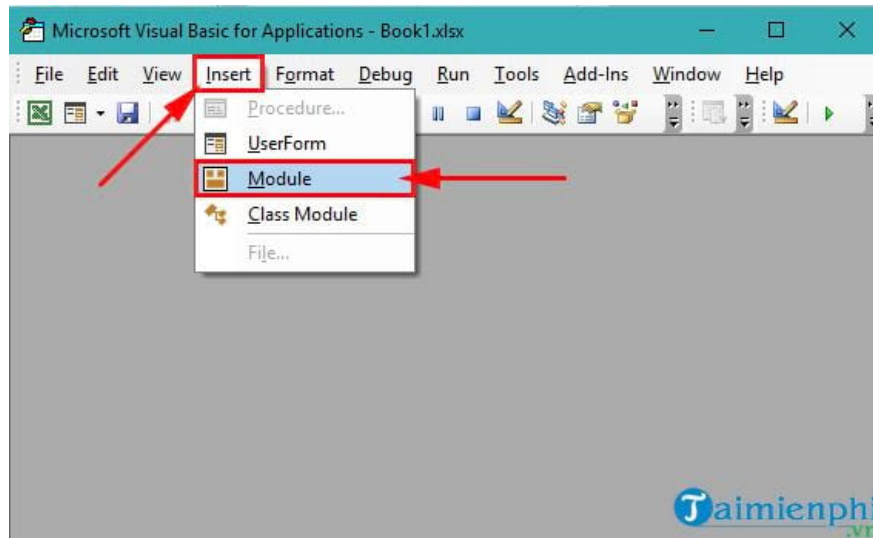 Microsoft Visual Basic for Applications - Book1.xlsx
File Edit View Insert Format Debug Run Tools Add-Ins Window Help
Procedure...
UserForm
Module
Class Module
File...
Taimienphi
.vn